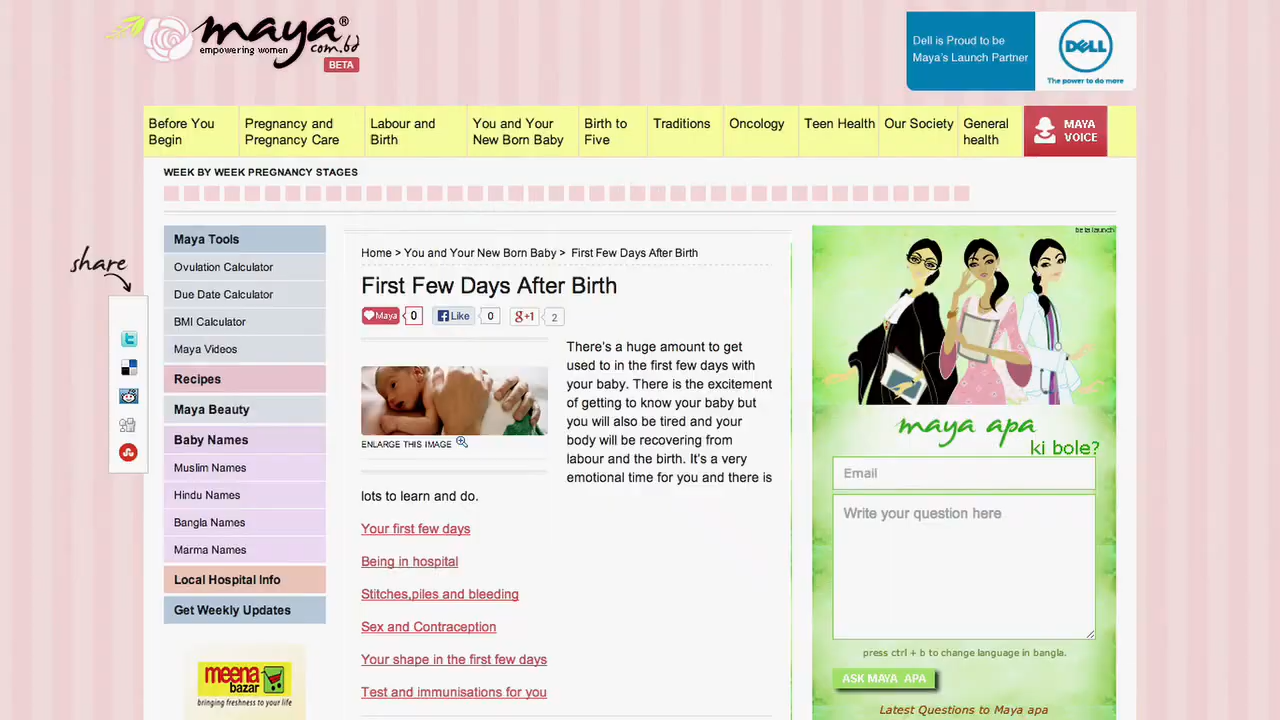 maya®
.com.bd
empowering women
BETA
Dell is Proud to be
Maya's Launch Partner
DELL
The power to do more
Before You
Begin
Pregnancy and
Pregnancy Care
Labour and
Birth
You and Your
New Born Baby
Birth to
Five
Traditions
Oncology
Teen Health
Our Society
General
health
MAYA
VOICE
WEEK BY WEEK PREGNANCY STAGES
share
Maya Tools
Ovulation Calculator
Due Date Calculator
BMI Calculator
Maya Videos
Recipes
Maya Beauty
Baby Names
Muslim Names
Hindu Names
Bangla Names
Marma Names
Local Hospital Info
Get Weekly Updates
meena
bazar
bringing freshness to your life
Home > You and Your New Born Baby > First Few Days After Birth
First Few Days After Birth
Maya 0 Like 0 g+1 2
There's a huge amount to get
used to in the first few days with
your baby. There is the excitement
of getting to know your baby but
you will also be tired and your
body will be recovering from
labour and the birth. It's a very
emotional time for you and there is
ENLARGE THIS IMAGE
lots to learn and do.
Your first few days
Being in hospital
Stitches,piles and bleeding
Sex and Contraception
Your shape in the first few days
Test and immunisations for you
beta launch
maya apa
ki bole?
Email
Write your question here
press ctrl + b to change language in bangla.
ASK MAYA APA
Latest Questions to Maya apa